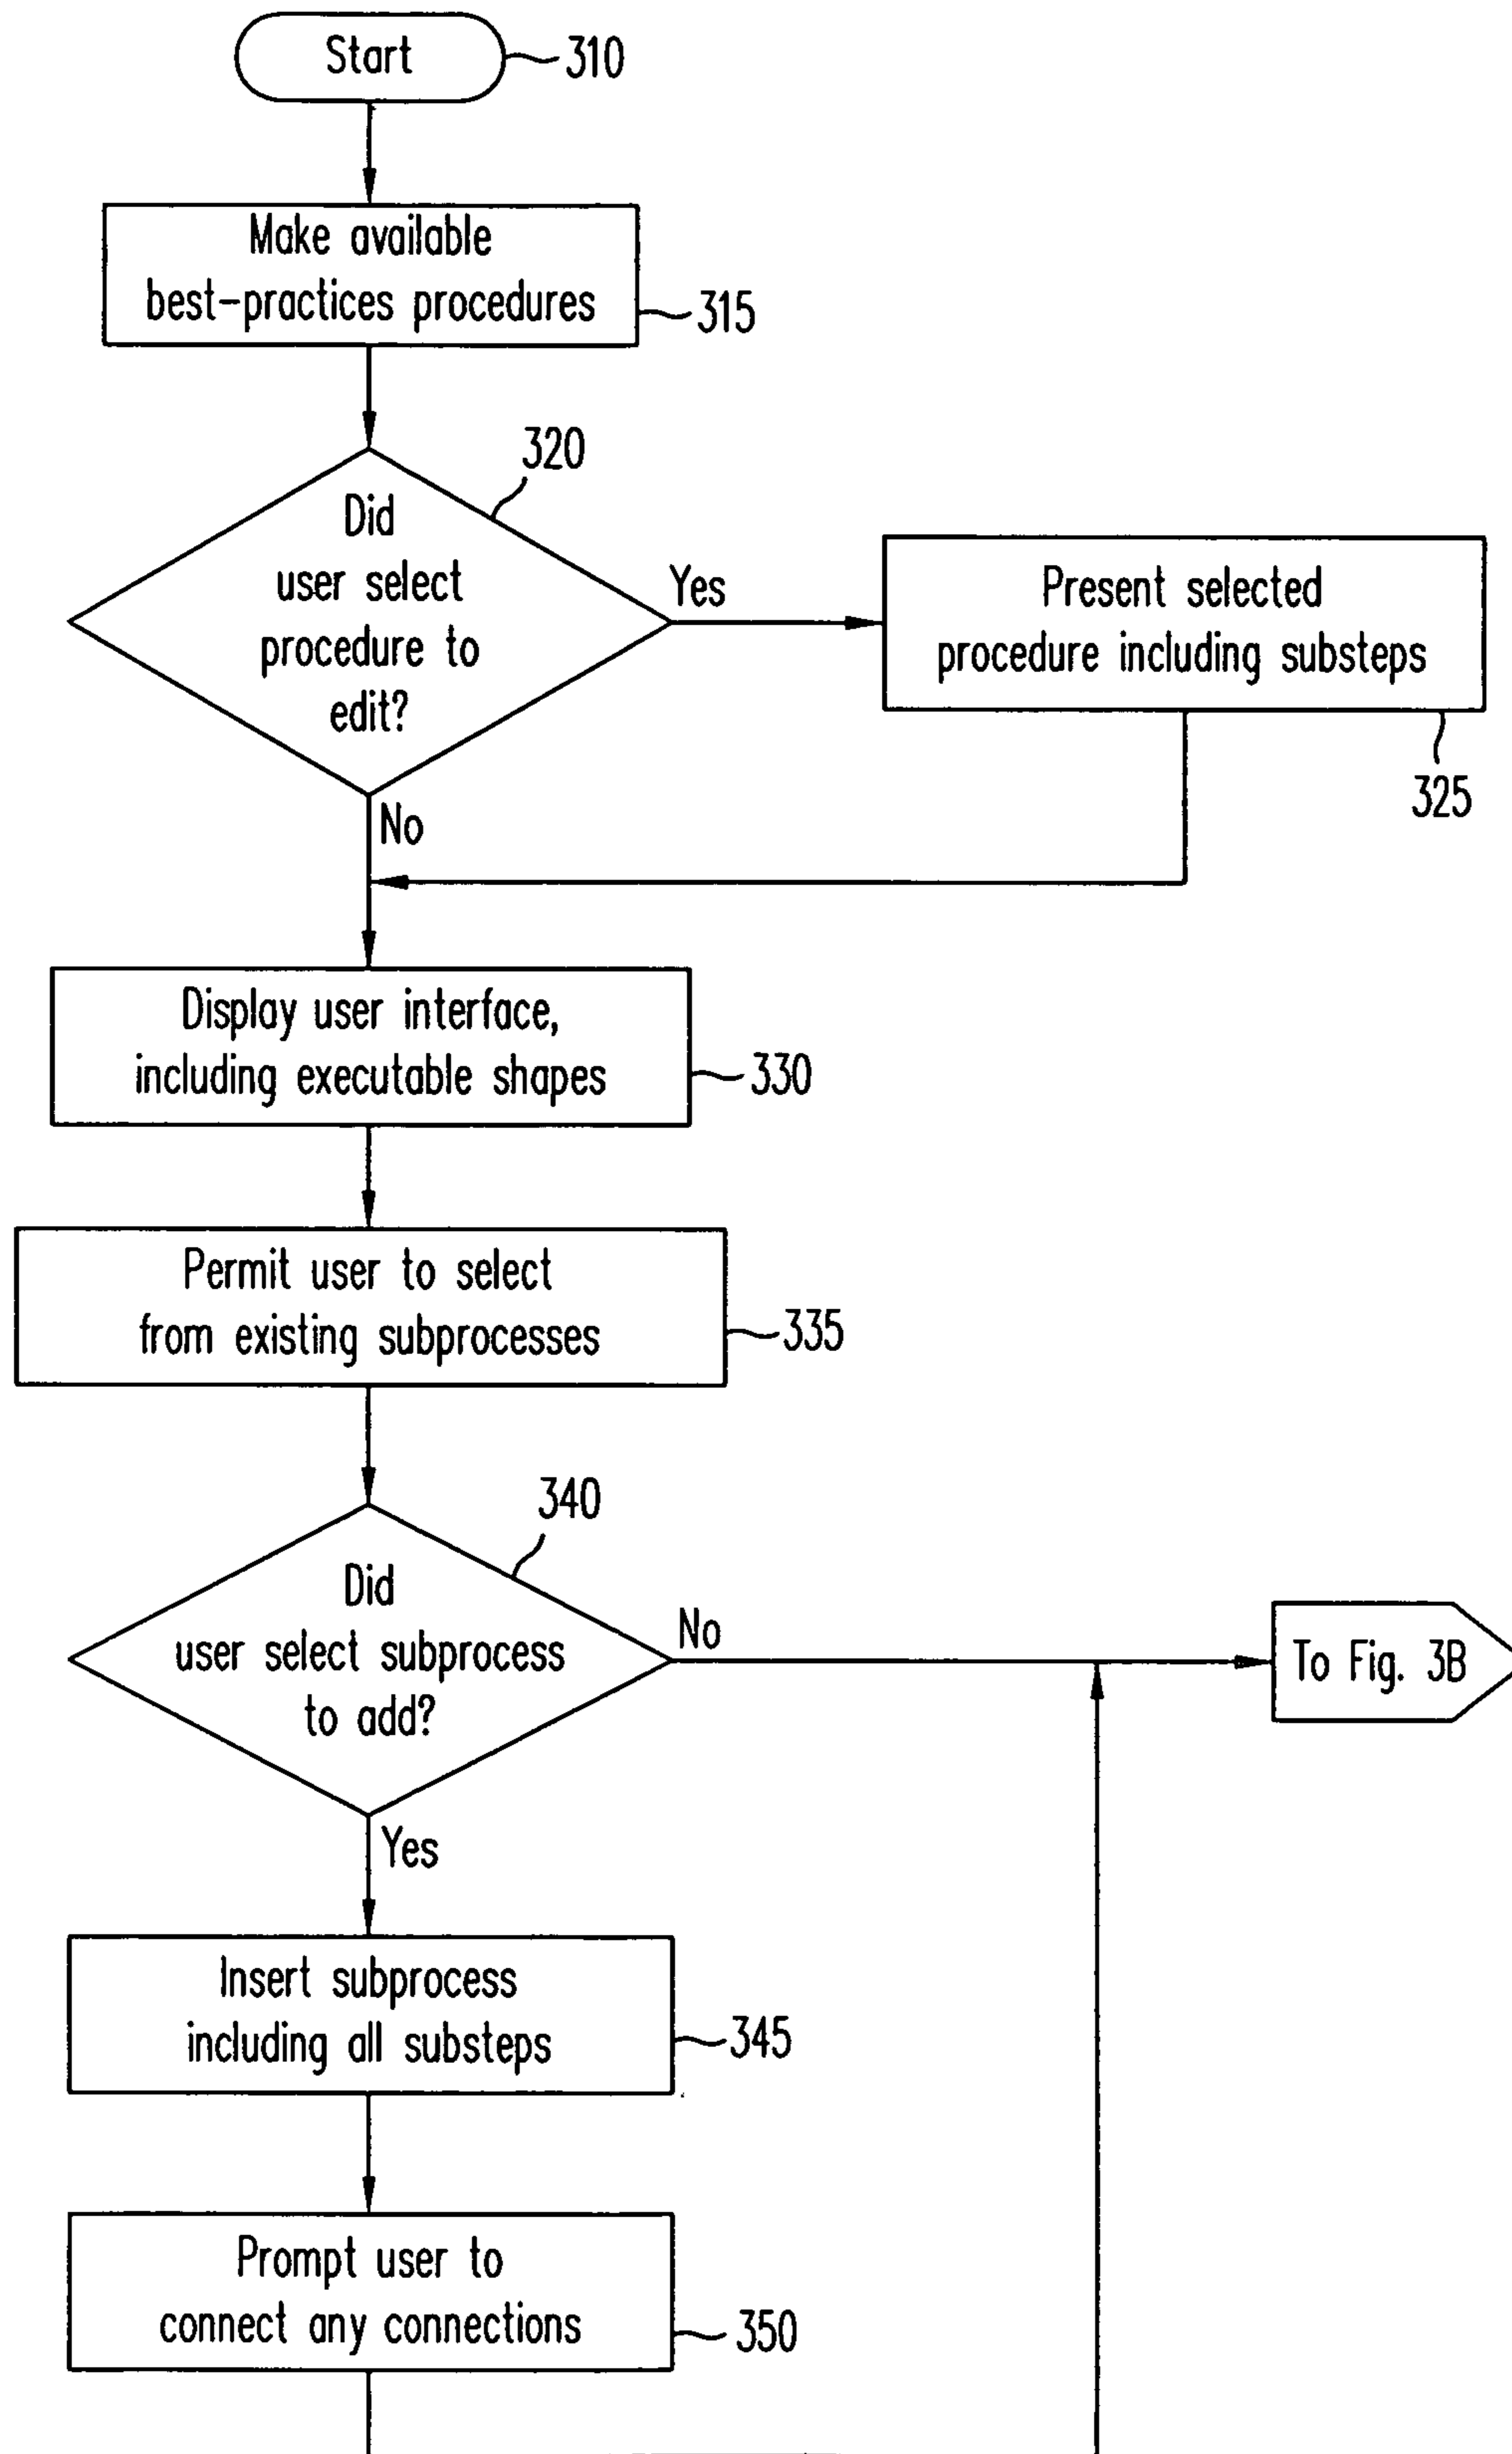 Start
310
Make available
best-practices procedures
315
320
Did
user select
procedure to
edit?
Yes
Present selected
procedure including substeps
325
No
Display user interface,
including executable shapes
330
Permit user to select
from existing subprocesses
335
340
Did
user select subprocess
to add?
No
To Fig. 3B
Yes
Insert subprocess
including all substeps
345
Prompt user to
connect any connections
350